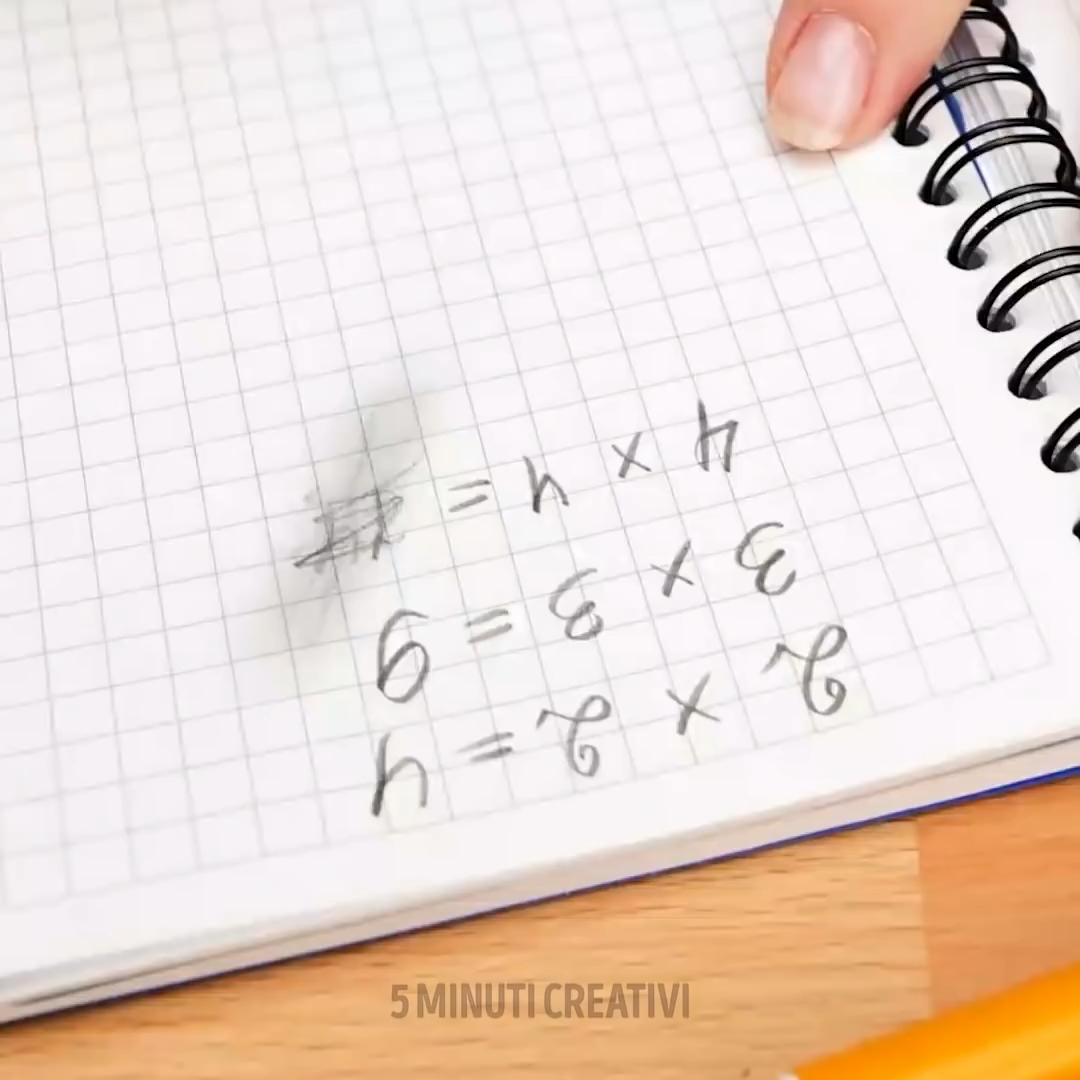 2 x 2 = 4
3 x 3 = 9
4 x 4 =
5 MINUTI CREATIVI